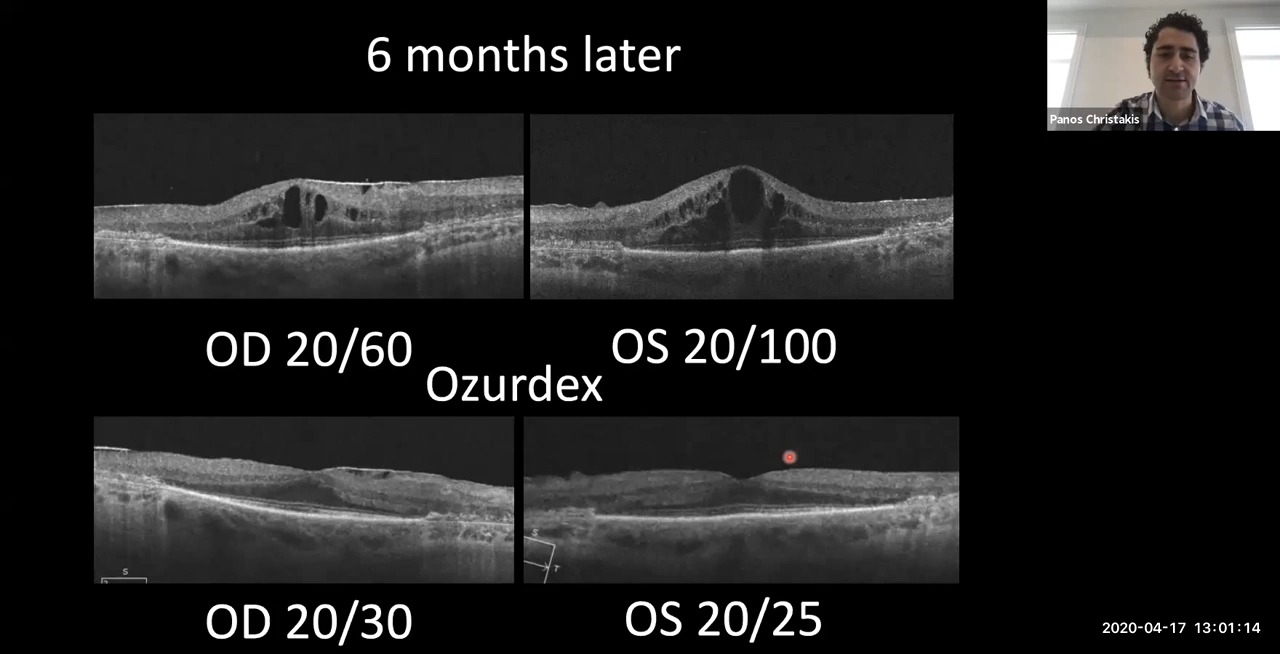 6 months later
Panos Christakis
OD 20/60
OS 20/100
Ozurdex
S
S
T
OD 20/30
OS 20/25
2020-04-17 13:01:14